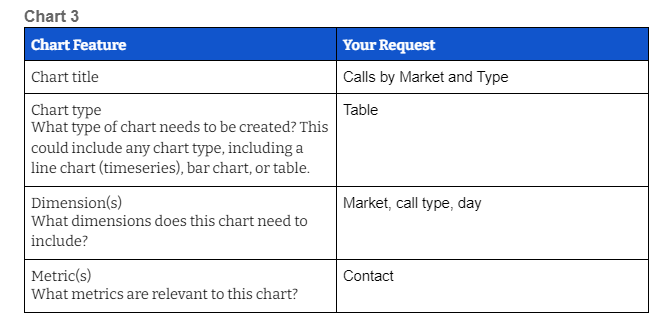 Chart 3
Chart Feature Your Request
Chart title Calls by Market and Type
Chart type Table
What type of chart needs to be created? This
could include any chart type, including a
line chart (timeseries), bar chart, or table.
Dimension(s) Market, call type, day
What dimensions does this chart need to
include?
Metric(s) Contact
What metrics are relevant to this chart?